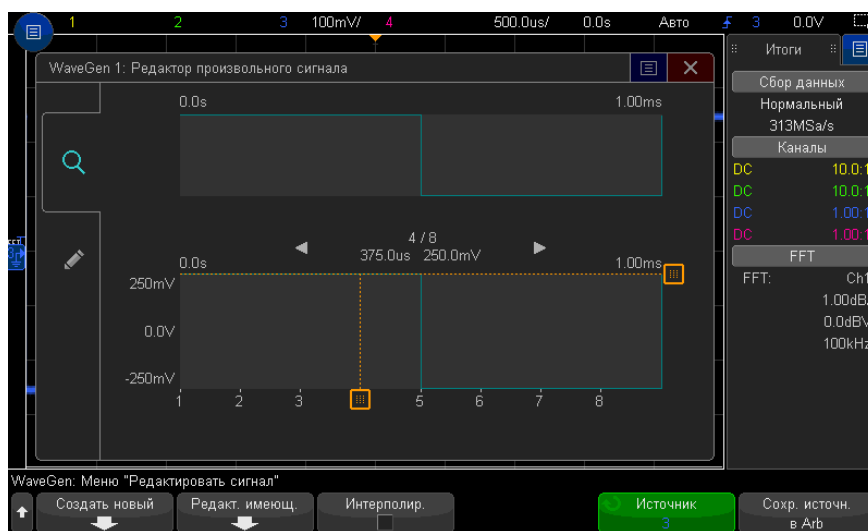 1 2 3 100mV/ 4 500.0us/ 0.0s Авто 3 0.0V
Итоги
WaveGen 1: Редактор произвольного сигнала
Сбор данных
0.0s 1.00ms
Нормальный
313MSa/s
Каналы
DC 10.0:1
DC 10.0:1
DC 1.00:1
DC 1.00:1
4 / 8
375.0us 250.0mV
FFT
0.0s 1.00ms
FFT: Ch1
250mV
1.00dB/
0.0dBV
0.0V
100kHz
-250mV
1 2 3 5 6 7 8
WaveGen: Меню "Редактировать сигнал"
Создать новый Редакт. имеющ. Интерполир. Источник Сохр. источн.
3 в Arb